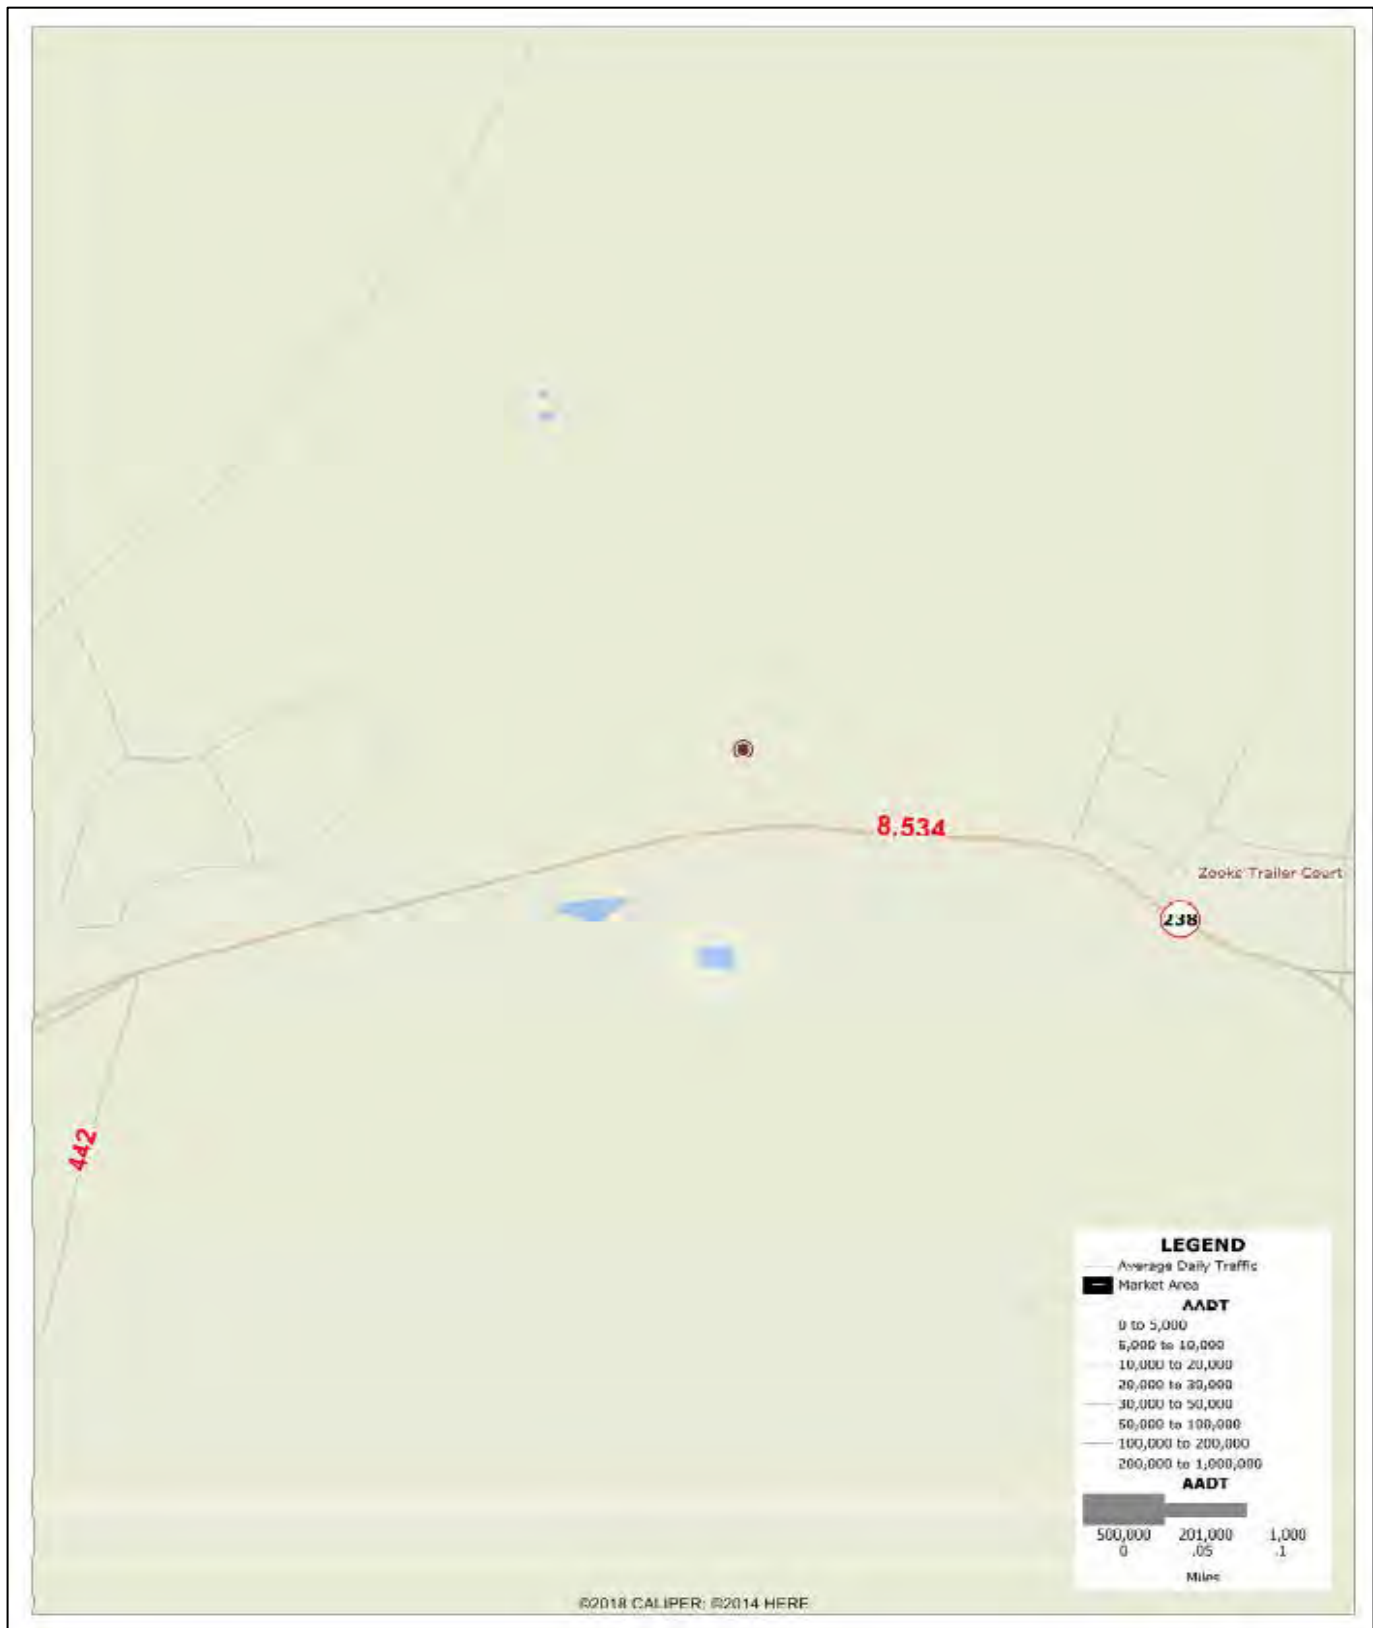 8,534
Zooks Trailer Court
238
442
LEGEND
Average Daily Traffic
Market Area
AADT
0 to 5,000
5,000 to 10,000
10,000 to 20,000
20,000 to 30,000
30,000 to 50,000
50,000 to 100,000
100,000 to 200,000
200,000 to 1,000,000
AADT
500,000 201,000 1,000
0 .05 .1
Miles
©2018 CALIPER; ©2014 HERE